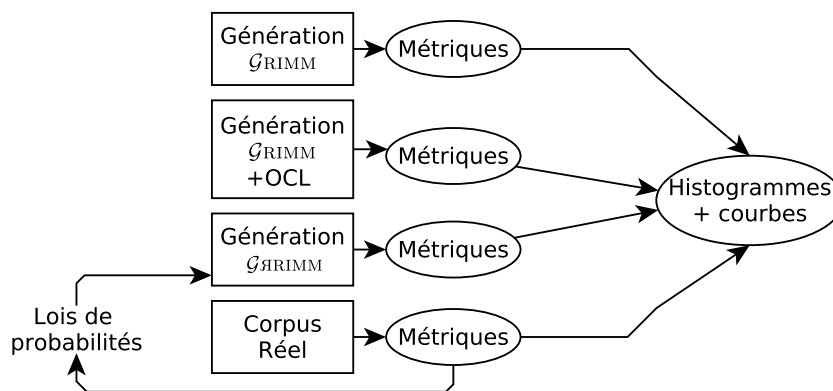 Génération
GRIMM
Métriques
Génération
GRIMM
+OCL
Métriques
Histogrammes
+ courbes
Génération
GЯRIMM
Métriques
Lois de
probabilités
Corpus
Réel
Métriques